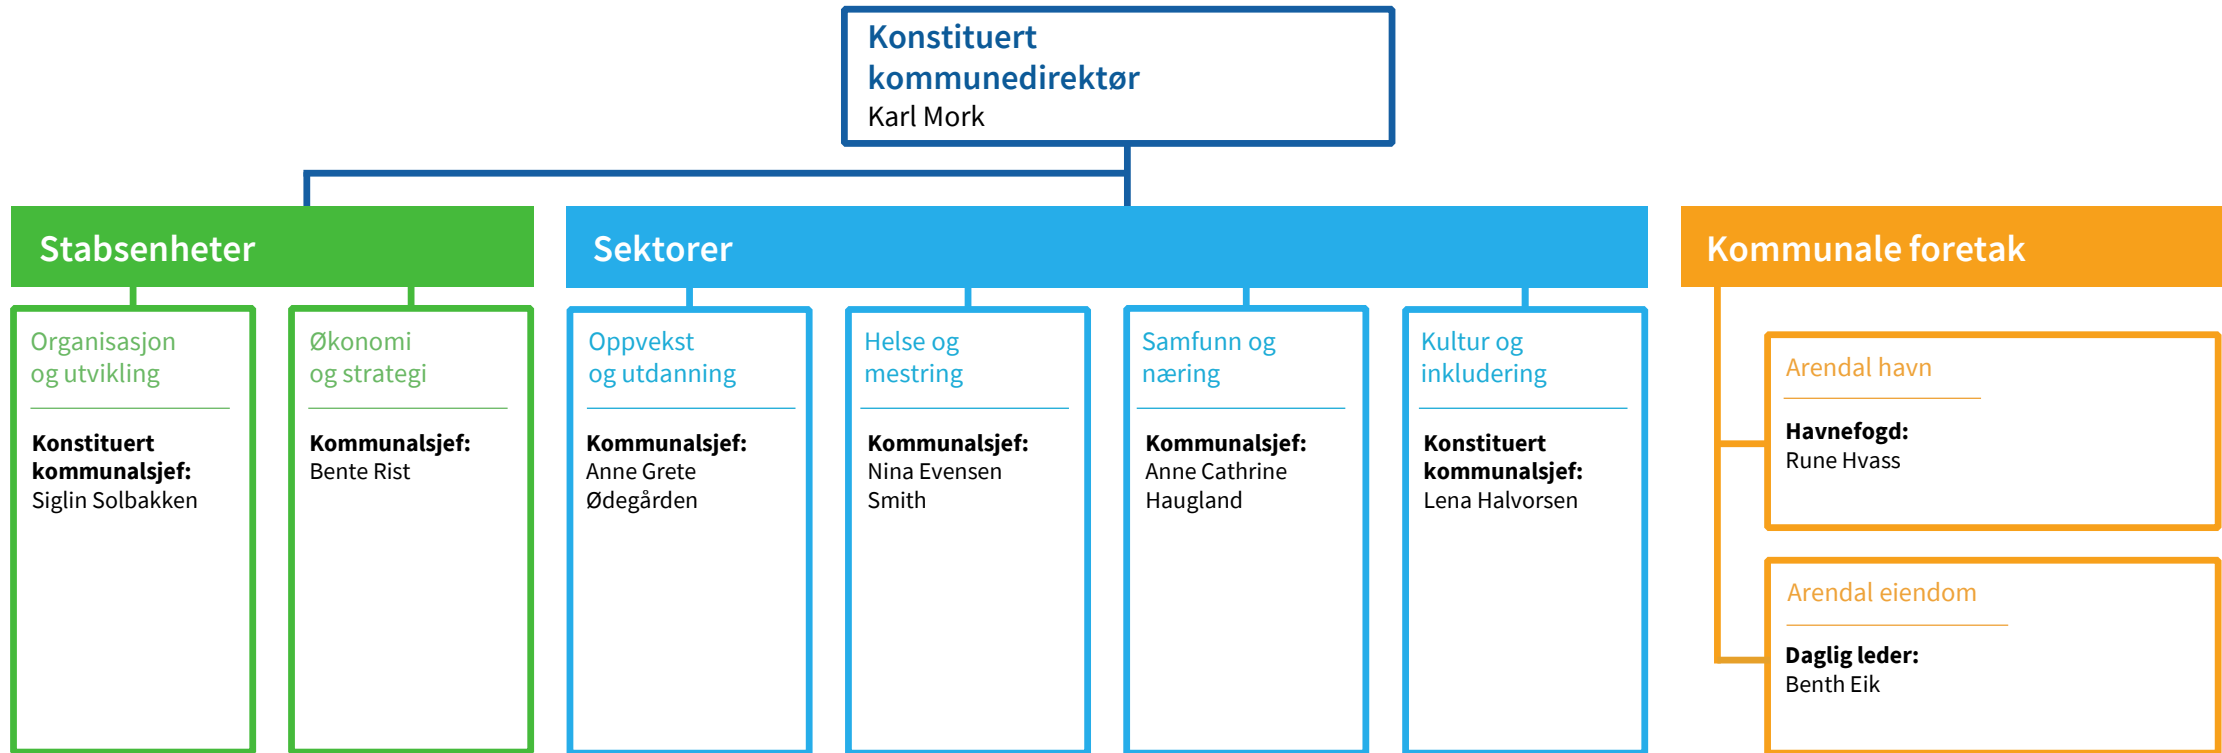 Konstituert
kommunedirektør
Karl Mork
Stabsenheter
Organisasjon
og utvikling
Konstituert
kommunalsjef:
Siglin Solbakken
Økonomi
og strategi
Kommunalsjef:
Bente Rist
Sektorer
Oppvekst
og utdanning
Kommunalsjef:
Anne Grete
Ødegården
Helse og
mestring
Kommunalsjef:
Nina Evensen
Smith
Samfunn og
næring
Kommunalsjef:
Anne Cathrine
Haugland
Kultur og
inkludering
Konstituert
kommunalsjef:
Lena Halvorsen
Kommunale foretak
Arendal havn
Havnefogd:
Rune Hvass
Arendal eiendom
Daglig leder:
Benth Eik